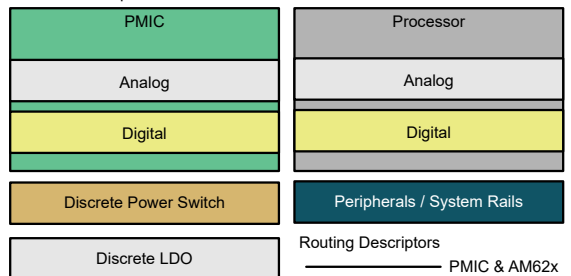 PMIC
Processor
Analog
Analog
Digital
Digital
Discrete Power Switch
Peripherals / System Rails
Discrete LDO
Routing Descriptors
PMIC & AM62x